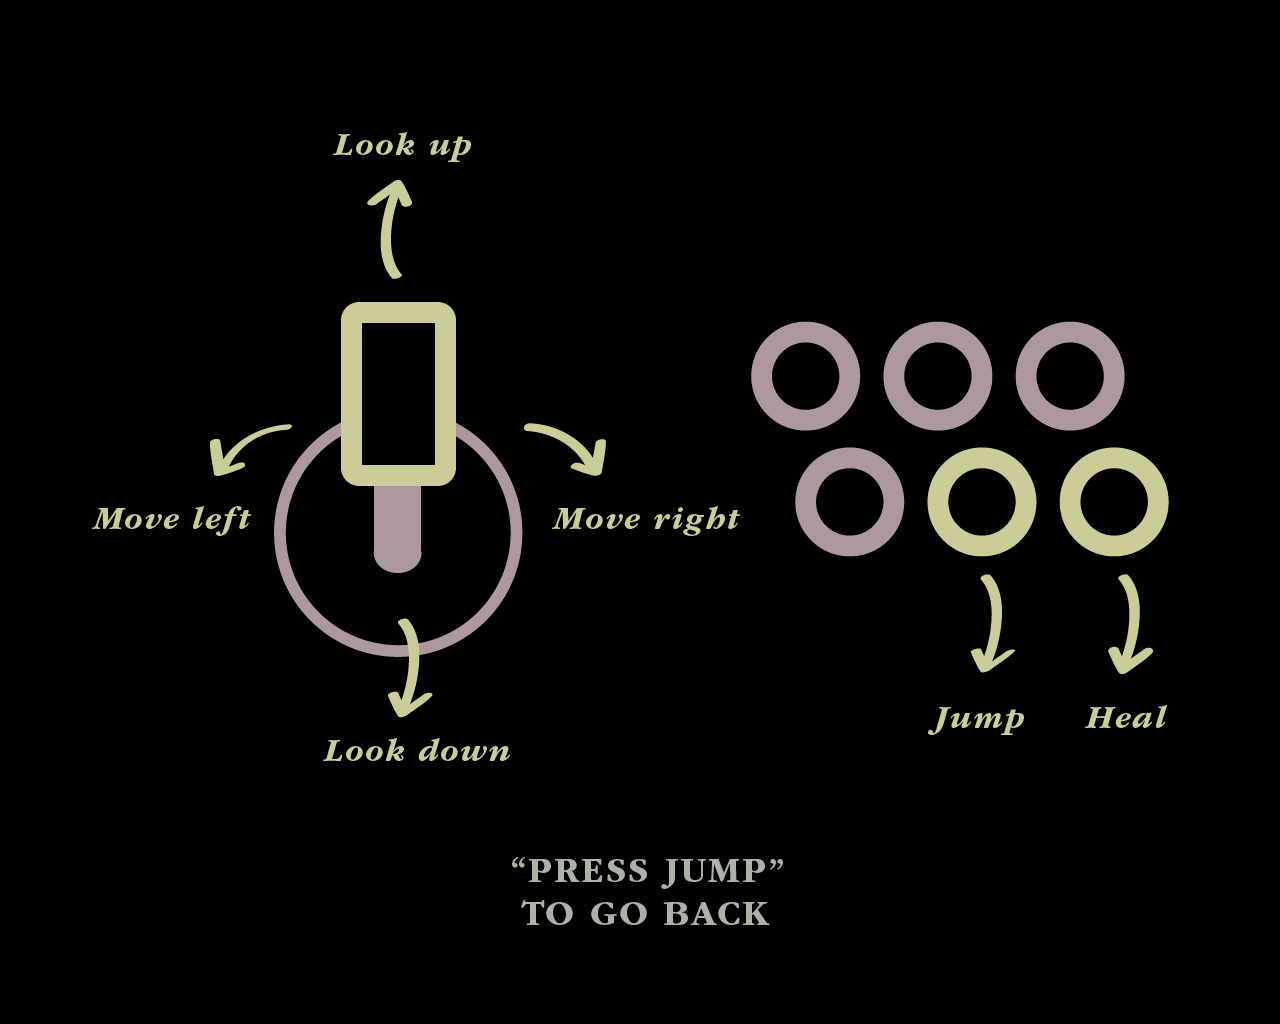 Look up
Move left
Move right
Look down
Jump
Heal
“PRESS JUMP”
TO GO BACK